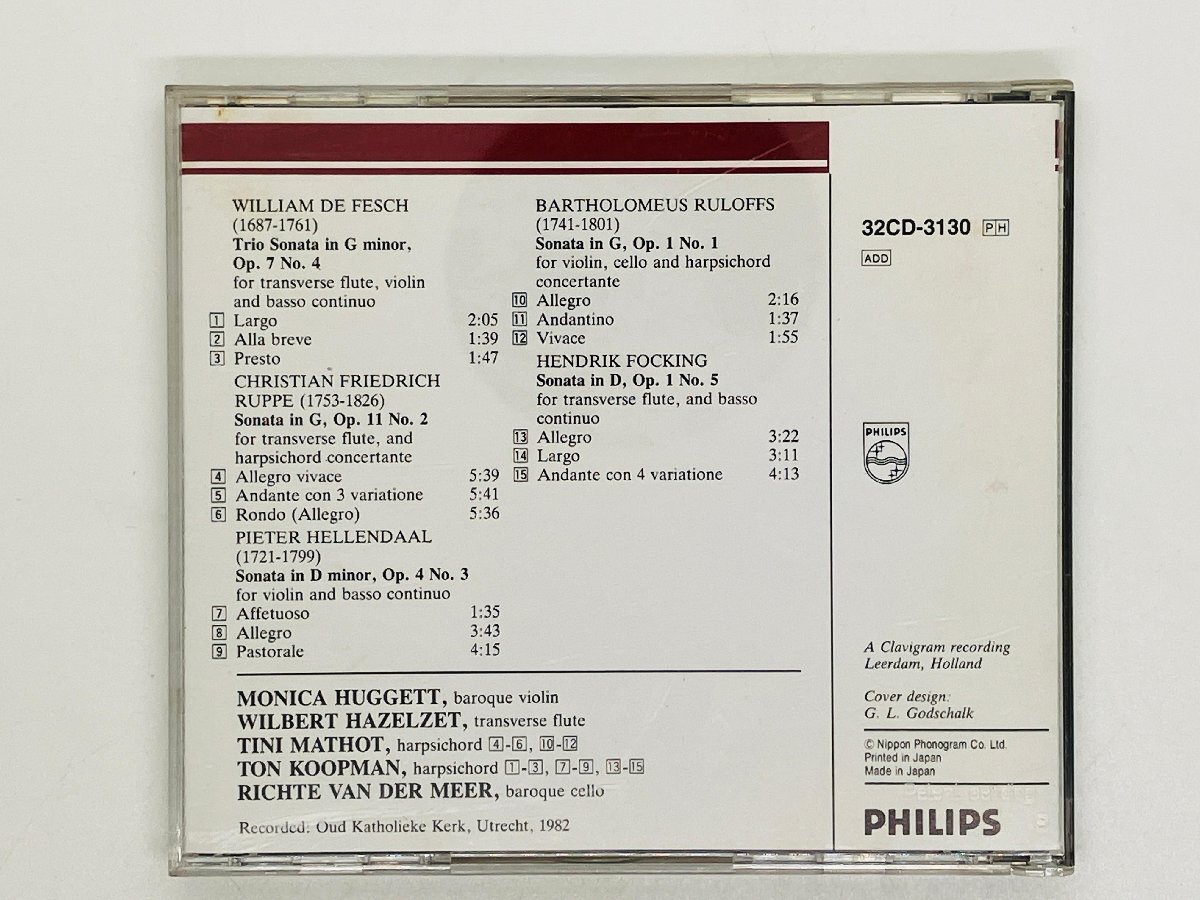 WILLIAM DE FESCH
(1687-1761)
Trio Sonata in G minor,
Op. 7 No. 4
for transverse flute, violin
and basso continuo
1 Largo 2:05
2 Alla breve 1:39
3 Presto 1:47
CHRISTIAN FRIEDRICH
RUPPE (1753-1826)
Sonata in G, Op. 11 No. 2
for transverse flute, and
harpsichord concertante
4 Allegro vivace 5:39
5 Andante con 3 variatione 5:41
6 Rondo (Allegro) 5:36
PIETER HELLENDAAL
(1721-1799)
Sonata in D minor, Op. 4 No. 3
for violin and basso continuo
7 Affetuoso 1:35
8 Allegro 3:43
9 Pastorale 4:15
BARTHOLOMEUS RULOFFS
(1741-1801)
Sonata in G, Op. 1 No. 1
for violin, cello and harpsichord
concertante
10 Allegro 2:16
11 Andantino 1:37
12 Vivace 1:55
HENDRIK FOCKING
Sonata in D, Op. 1 No. 5
for transverse flute, and basso
continuo
13 Allegro 3:22
14 Largo 3:11
15 Andante con 4 variatione 4:13
MONICA HUGGETT, baroque violin
WILBERT HAZELZET, transverse flute
TINI MATHOT, harpsichord 4-6, 10-12
TON KOOPMAN, harpsichord 1-3, 7-9, 13-15
RICHTE VAN DER MEER, baroque cello
Recorded: Oud Katholieke Kerk, Utrecht, 1982
32CD-3130 PH
ADD
PHILIPS
A Clavigram recording
Leerdam, Holland
Cover design:
G. L. Godschalk
© Nippon Phonogram Co. Ltd.
Printed in Japan
Made in Japan
PHILIPS